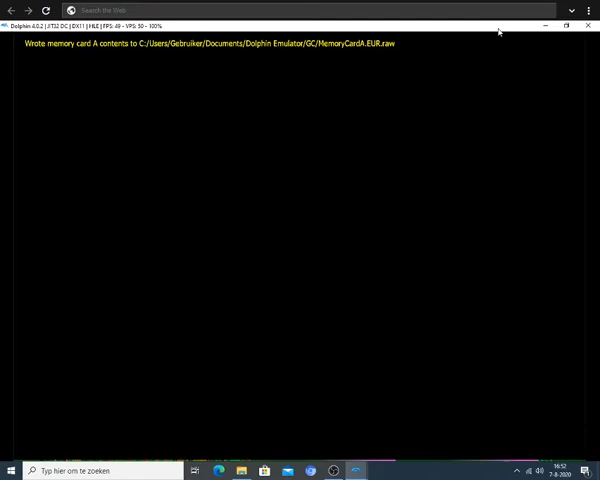 Search the Web
Dolphin 4.0.2 | JIT32 DC | DX11 | HLE | FPS: 49 - VPS: 50 - 100%
Wrote memory card A contents to C:/Users/Gebruiker/Documents/Dolphin Emulator/GC/MemoryCardA.EUR.raw
Typ hier om te zoeken
16:52
7-8-2020